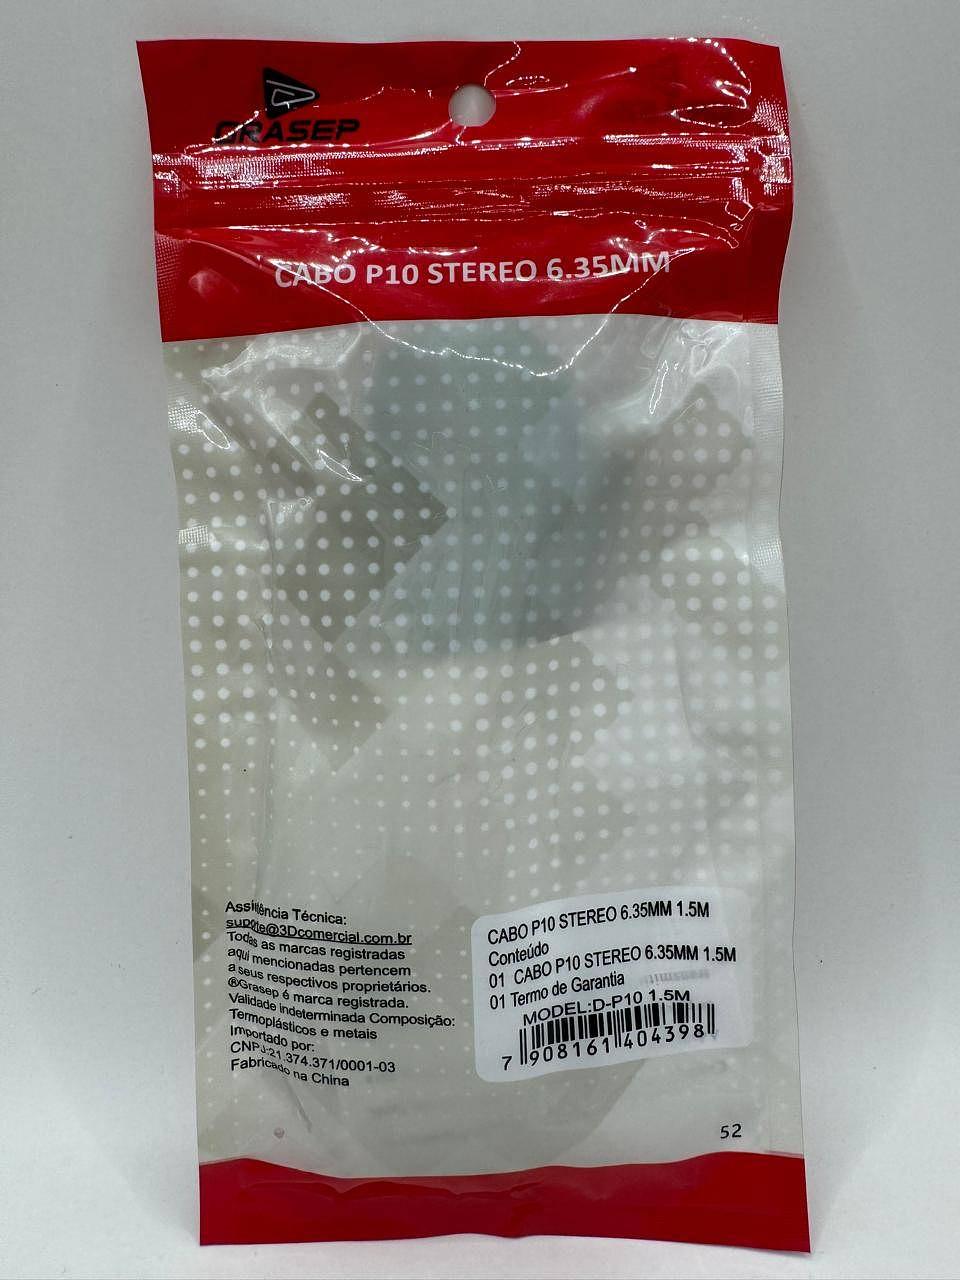 GRASEP
CABO P10 STEREO 6.35MM
Assistência Técnica:
suporte@3Dcomercial.com.br
Todas as marcas registradas
aqui mencionadas pertencem
a seus respectivos proprietários.
®Grasep é marca registrada.
Validade indeterminada Composição:
Termoplásticos e metais
Importado por:
CNPJ:21.374.371/0001-03
Fabricado na China
CABO P10 STEREO 6.35MM 1.5M
Conteúdo
01 CABO P10 STEREO 6.35MM 1.5M
01 Termo de Garantia
MODEL:D-P10 1.5M
7 908161 404398
52